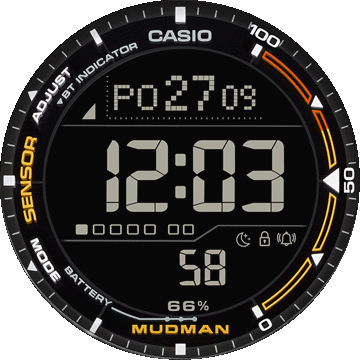 CASIO
100
BT INDICATOR
ADJUST
PO 27 09
SENSOR
12:03
50
MODE
58
BATTERY
66%
0
MUDMAN